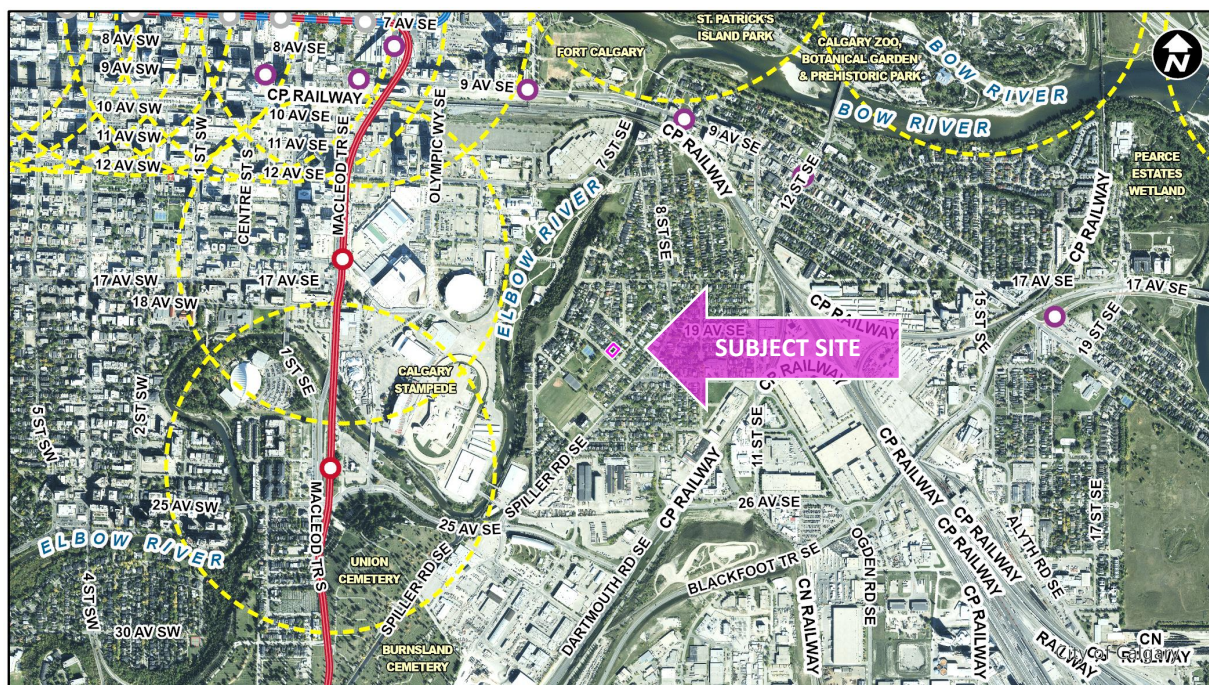 7 AV SE
ST. PATRICK'S
ISLAND PARK
8 AV SW
8 AV SE
FORT CALGARY
CALGARY ZOO,
BOTANICAL GARDEN
& PREHISTORIC PARK
BOW RIVER
N
9 AV SW
CP RAILWAY
9 AV SE
BOW RIVER
10 AV SW
10 AV SE
OLYMPIC WY SE
7 ST SE
CP RAILWAY
9 AV SE
11 AV SW
11 AV SE
1 ST SW
12 AV SW
12 AV SE
MACLEOD TR SE
CENTRE ST S
12 ST SE
PEARCE
ESTATES
WETLAND
CP RAILWAY
ELBOW RIVER
8 ST SE
17 AV SW
17 AV SE
17 AV SE
17 AV SE
18 AV SW
CP RAILWAY
15 ST SE
19 ST SE
19 AV SE
SUBJECT SITE
CP RAILWAY
1 ST SE
CALGARY
STAMPEDE
2 ST SW
5 ST SW
11 ST SE
SPILLER RD SE
CP RAILWAY
CP RAILWAY
17 ST SE
25 AV SW
MACLEOD TR S
25 AV SE
26 AV SE
CP RAILWAY
CP RAILWAY
ALYTH RD SE
ELBOW RIVER
UNION
CEMETERY
SPILLER RD SE
DARTMOUTH RD SE
BLACKFOOT TR SE
OGDEN RD SE
CN RAILWAY
CP RAILWAY
4 ST SW
30 AV SW
BURNSLAND
CEMETERY
RAILWAY
CN
CN RAILWAY
City of Calgary